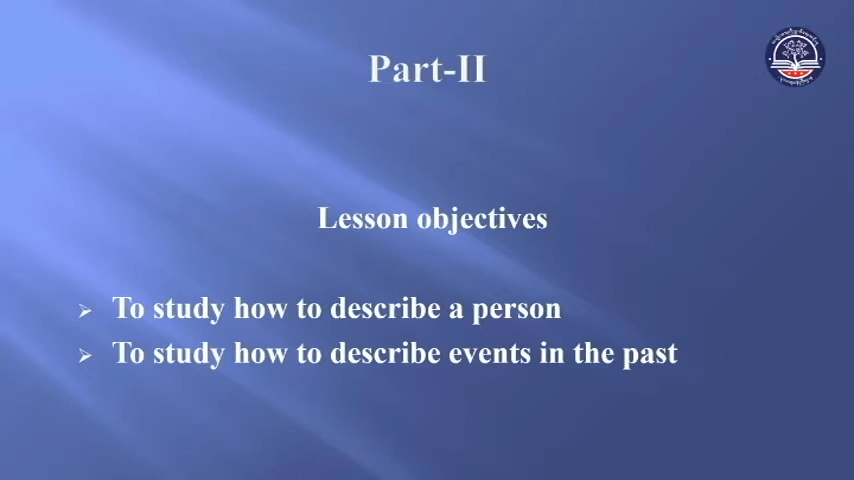 Part-II
Lesson objectives
To study how to describe a person
To study how to describe events in the past